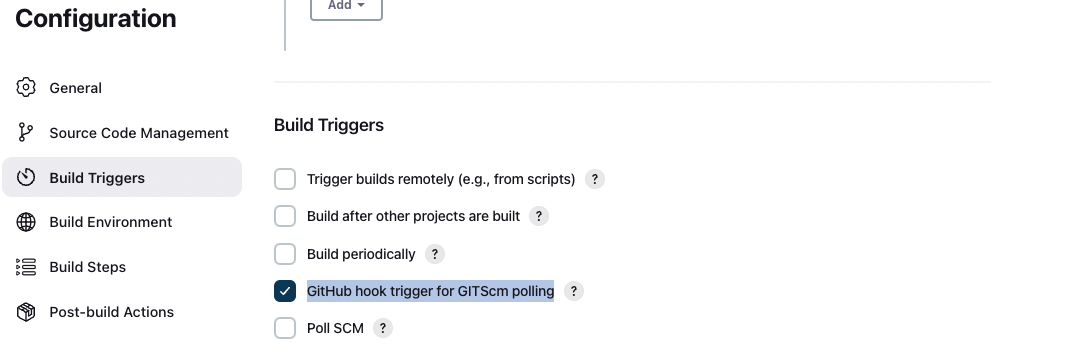 Configuration
General
Source Code Management
Build Triggers
Build Environment
Build Steps
Post-build Actions
Add
Build Triggers
Trigger builds remotely (e.g., from scripts) ?
Build after other projects are built ?
Build periodically ?
GitHub hook trigger for GITScm polling ?
Poll SCM ?